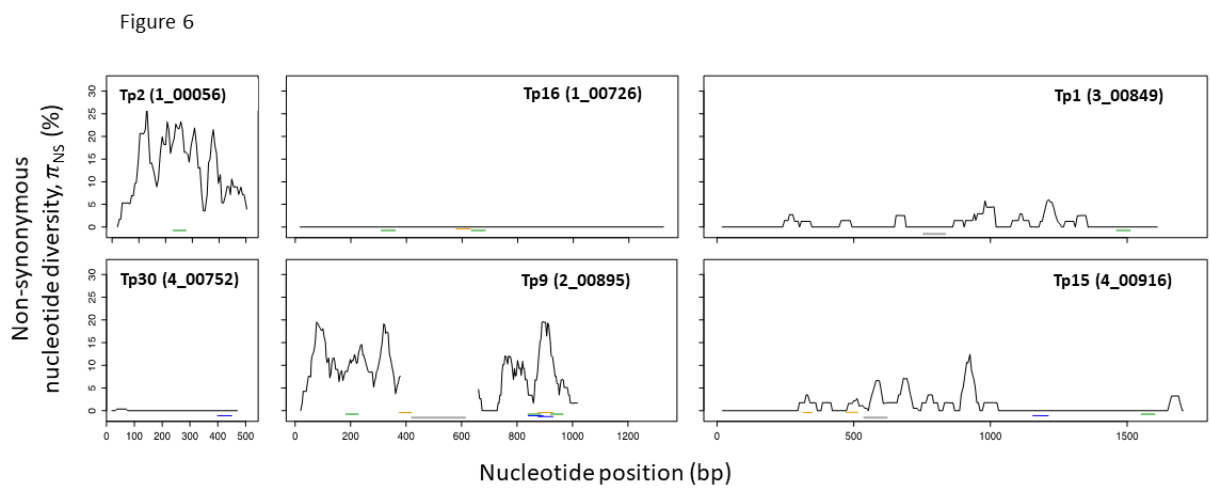 Figure 6
Non-synonymous
nucleotide diversity, πNS (%)
30
25
20
15
10
5
0
Tp2 (1_00056)
Tp16 (1_00726)
Tp1 (3_00849)
30
25
20
15
10
5
0
Tp30 (4_00752)
Tp9 (2_00895)
Tp15 (4_00916)
0 100 200 300 400 500
0 200 400 600 800 1000 1200
0 500 1000 1500
Nucleotide position (bp)